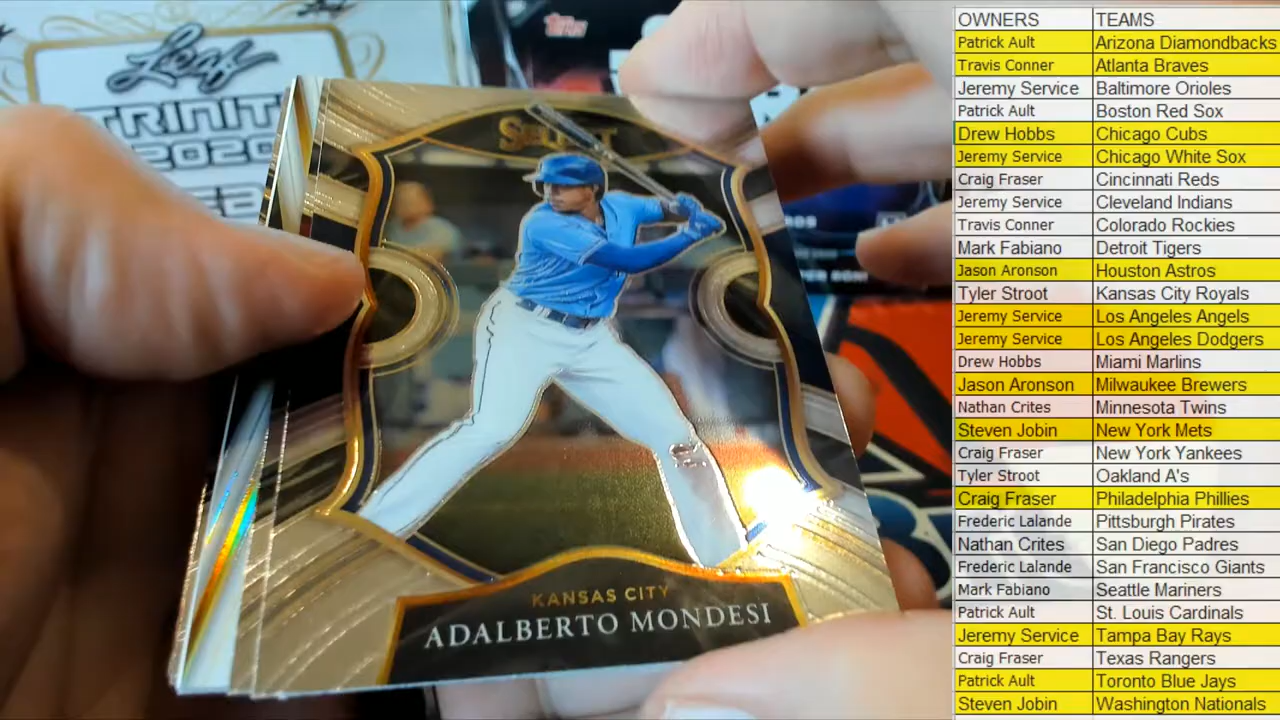 Leaf
TRINITY
2020
topps
SELECT
KANSAS CITY
ADALBERTO MONDESI
OWNERS TEAMS
Patrick Ault Arizona Diamondbacks
Travis Conner Atlanta Braves
Jeremy Service Baltimore Orioles
Patrick Ault Boston Red Sox
Drew Hobbs Chicago Cubs
Jeremy Service Chicago White Sox
Craig Fraser Cincinnati Reds
Jeremy Service Cleveland Indians
Travis Conner Colorado Rockies
Mark Fabiano Detroit Tigers
Jason Aronson Houston Astros
Tyler Stroot Kansas City Royals
Jeremy Service Los Angeles Angels
Jeremy Service Los Angeles Dodgers
Drew Hobbs Miami Marlins
Jason Aronson Milwaukee Brewers
Nathan Crites Minnesota Twins
Steven Jobin New York Mets
Craig Fraser New York Yankees
Tyler Stroot Oakland A's
Craig Fraser Philadelphia Phillies
Frederic Lalande Pittsburgh Pirates
Nathan Crites San Diego Padres
Frederic Lalande San Francisco Giants
Mark Fabiano Seattle Mariners
Patrick Ault St. Louis Cardinals
Jeremy Service Tampa Bay Rays
Craig Fraser Texas Rangers
Patrick Ault Toronto Blue Jays
Steven Jobin Washington Nationals